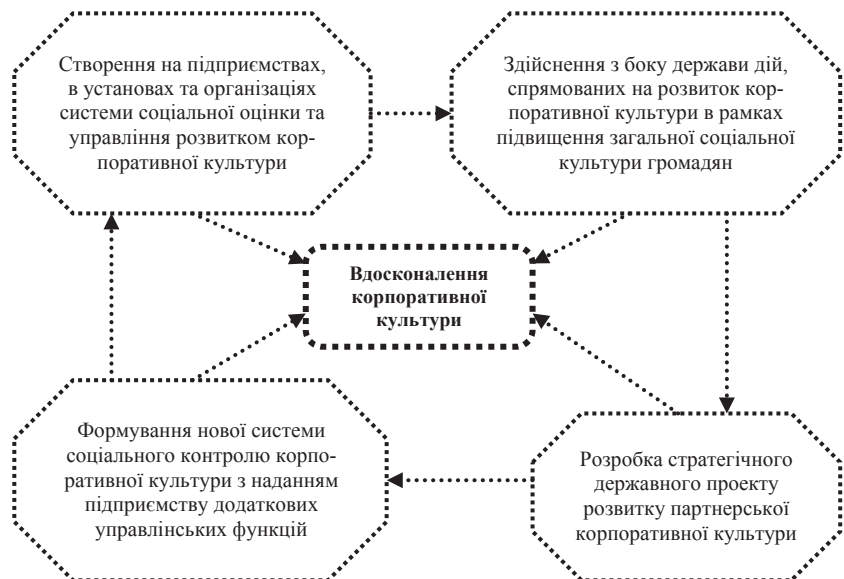 Створення на підприємствах,
в установах та організаціях
системи соціальної оцінки та
управління розвитком кор-
поративної культури
Здійснення з боку держави дій,
спрямованих на розвиток кор-
поративної культури в рамках
підвищення загальної соціальної
культури громадян
Вдосконалення
корпоративної
культури
Формування нової системи
соціального контролю корпо-
ративної культури з наданням
підприємству додаткових
управлінських функцій
Розробка стратегічного
державного проекту
розвитку партнерської
корпоративної культури